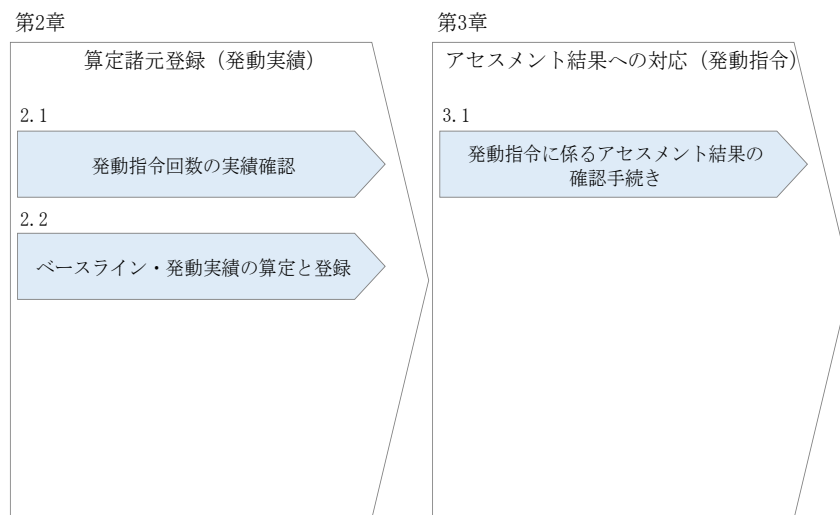 第2章
算定諸元登録（発動実績）
2.1
発動指令回数の実績確認
2.2
ベースライン・発動実績の算定と登録
第3章
アセスメント結果への対応（発動指令）
3.1
発動指令に係るアセスメント結果の
確認手続き